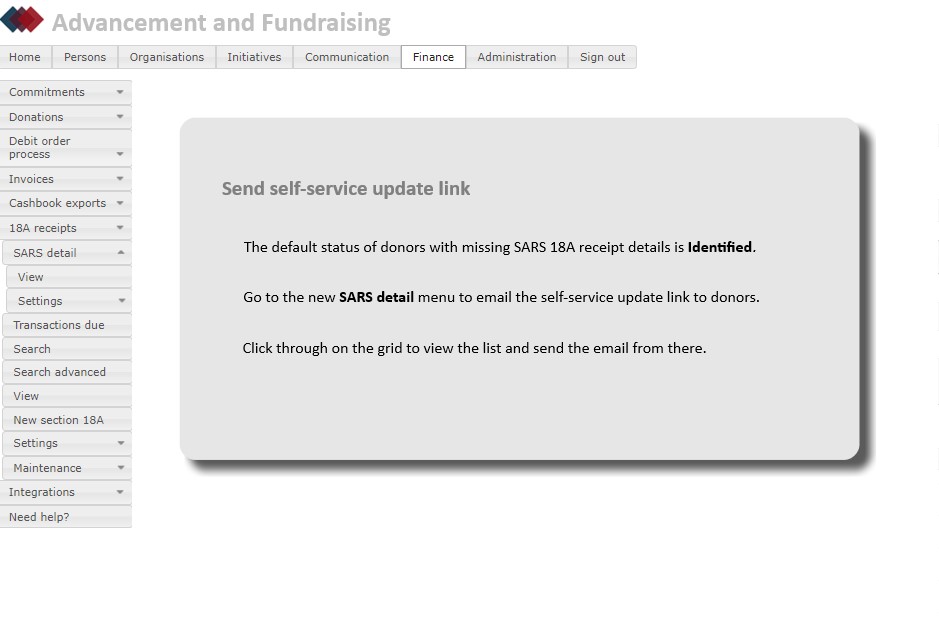 Advancement and Fundraising
Home Persons Organisations Initiatives Communication Finance Administration Sign out
Commitments
Donations
Debit order
process
Invoices
Cashbook exports
18A receipts
SARS detail
View
Settings
Transactions due
Search
Search advanced
View
New section 18A
Settings
Maintenance
Integrations
Need help?
Send self-service update link
The default status of donors with missing SARS 18A receipt details is Identified.
Go to the new SARS detail menu to email the self-service update link to donors.
Click through on the grid to view the list and send the email from there.